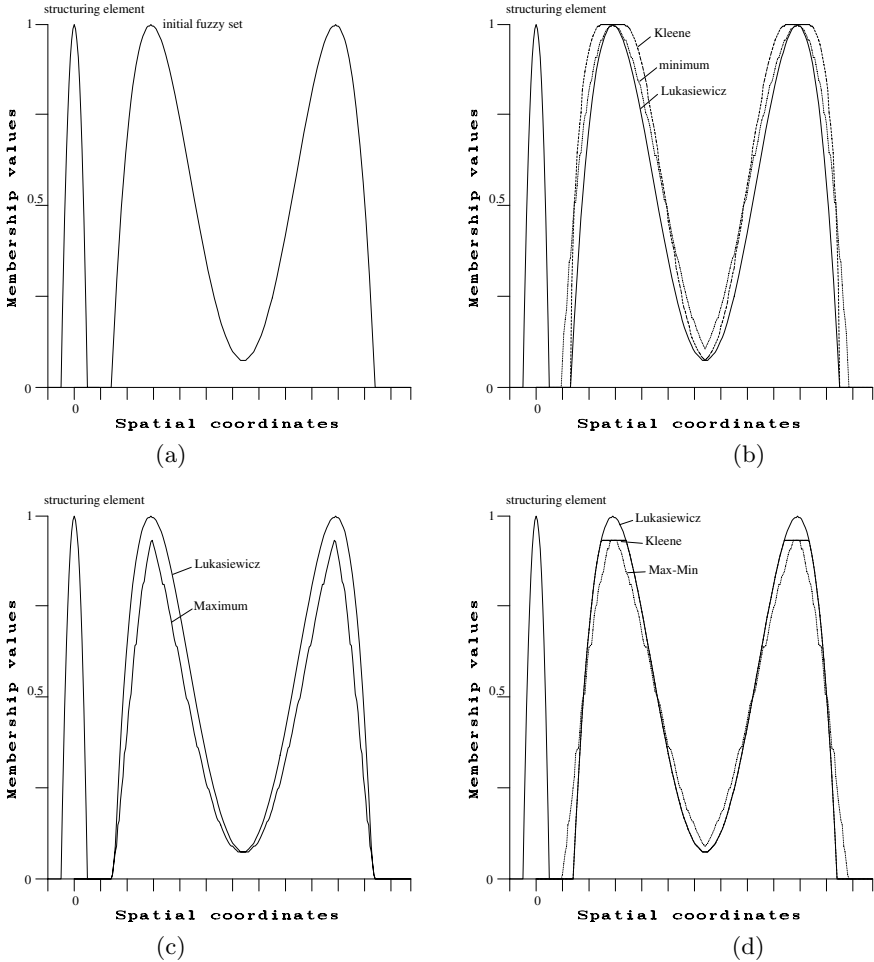 structuring element
1
initial fuzzy set
0.5
0
0
Membership values
Spatial coordinates
(a)
structuring element
1
Kleene
minimum
Lukasiewicz
0.5
0
0
Membership values
Spatial coordinates
(b)
structuring element
1
Lukasiewicz
Maximum
0.5
0
0
Membership values
Spatial coordinates
(c)
structuring element
1
Lukasiewicz
Kleene
Max-Min
0.5
0
0
Membership values
Spatial coordinates
(d)